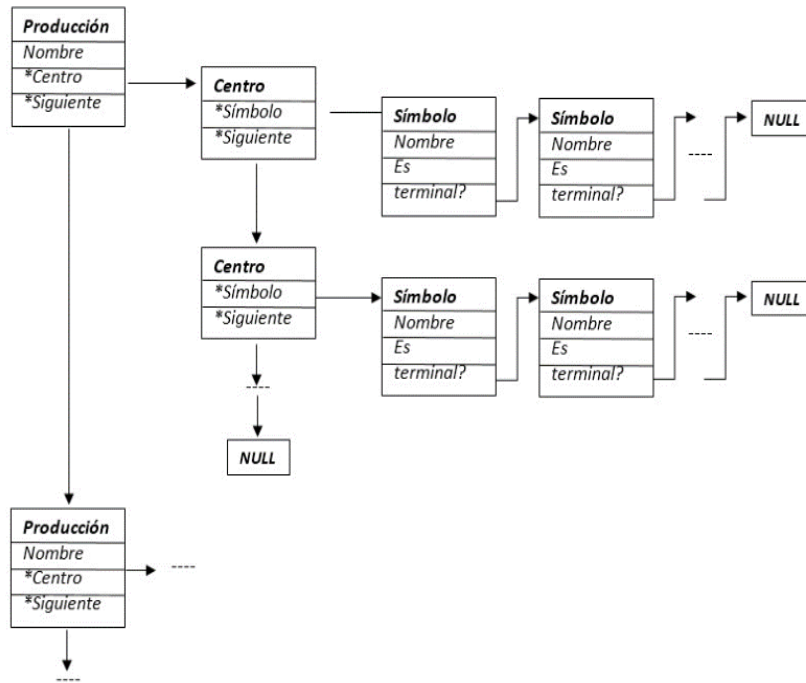 Producción
Nombre
*Centro
*Siguiente
Centro
*Símbolo
*Siguiente
Símbolo
Nombre
Es
terminal?
Símbolo
Nombre
Es
terminal?
----
NULL
Centro
*Símbolo
*Siguiente
Símbolo
Nombre
Es
terminal?
Símbolo
Nombre
Es
terminal?
----
NULL
----
NULL
Producción
Nombre
*Centro
*Siguiente
----
----